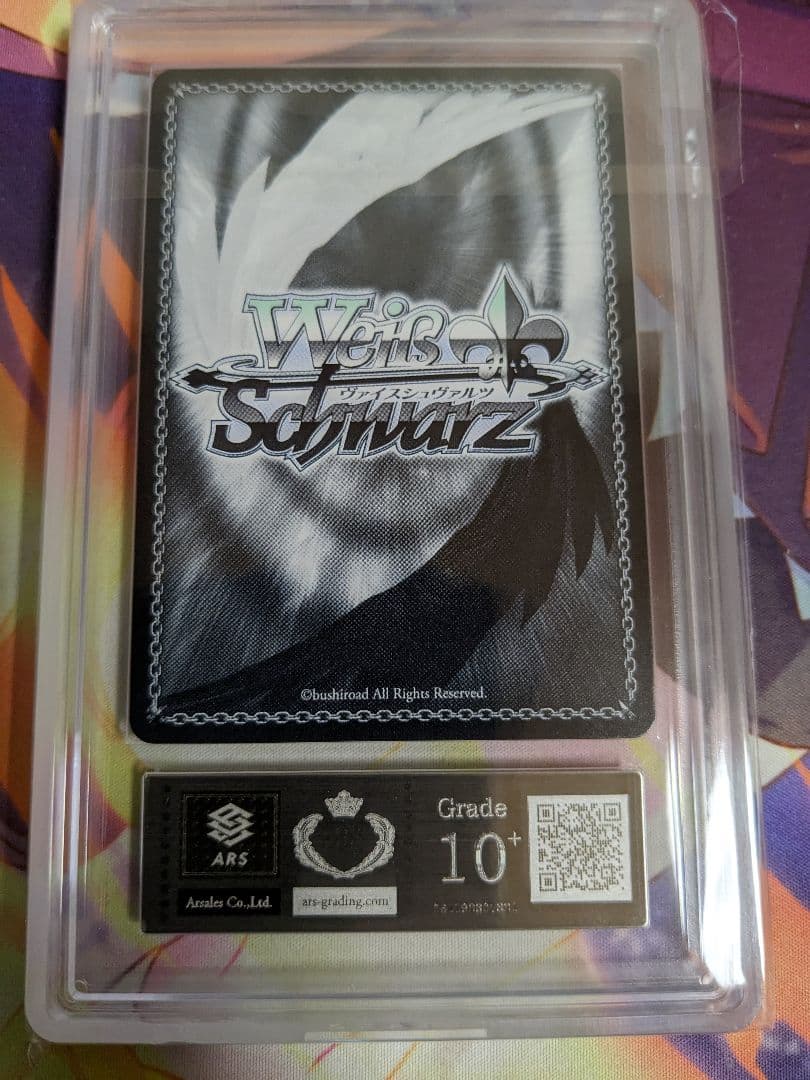 Weiß
ヴァイスシュヴァルツ
Schwarz
©bushiroad All Rights Reserved.
ARS
Arsales Co.,Ltd.
ars-grading.com
Grade
10+